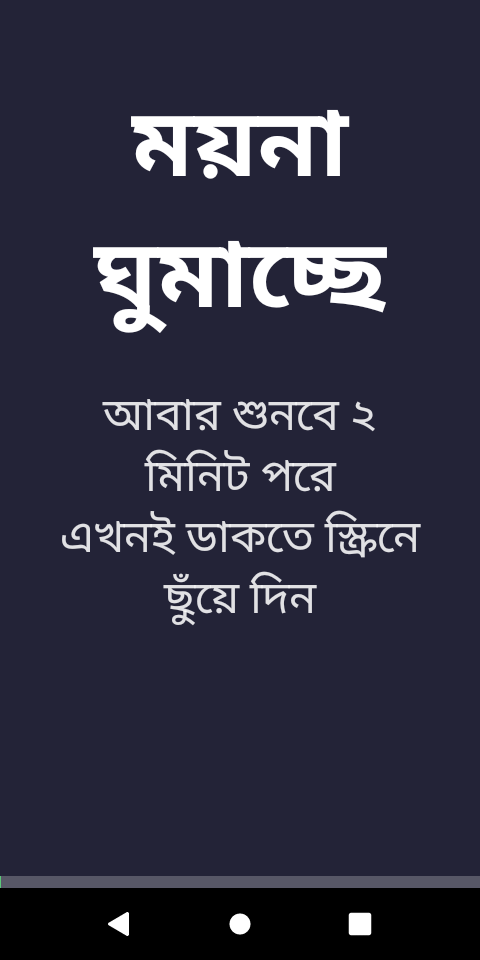 ময়না
ঘুমাচ্ছে
আবার শুনবে ২
মিনিট পরে
এখনই ডাকতে স্ক্রিনে
ছুঁয়ে দিন